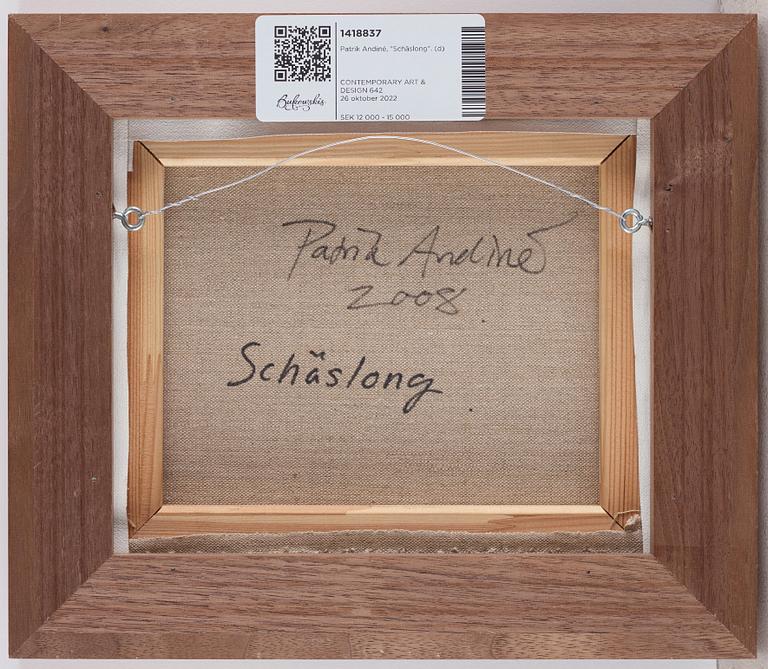 1418837
Patrik Andiné, "Schäslong". (d)
CONTEMPORARY ART &
DESIGN 642
26 oktober 2022
Bukowskis
SEK 12 000 - 15 000
Patrik Andiné
2008.
Schäslong.